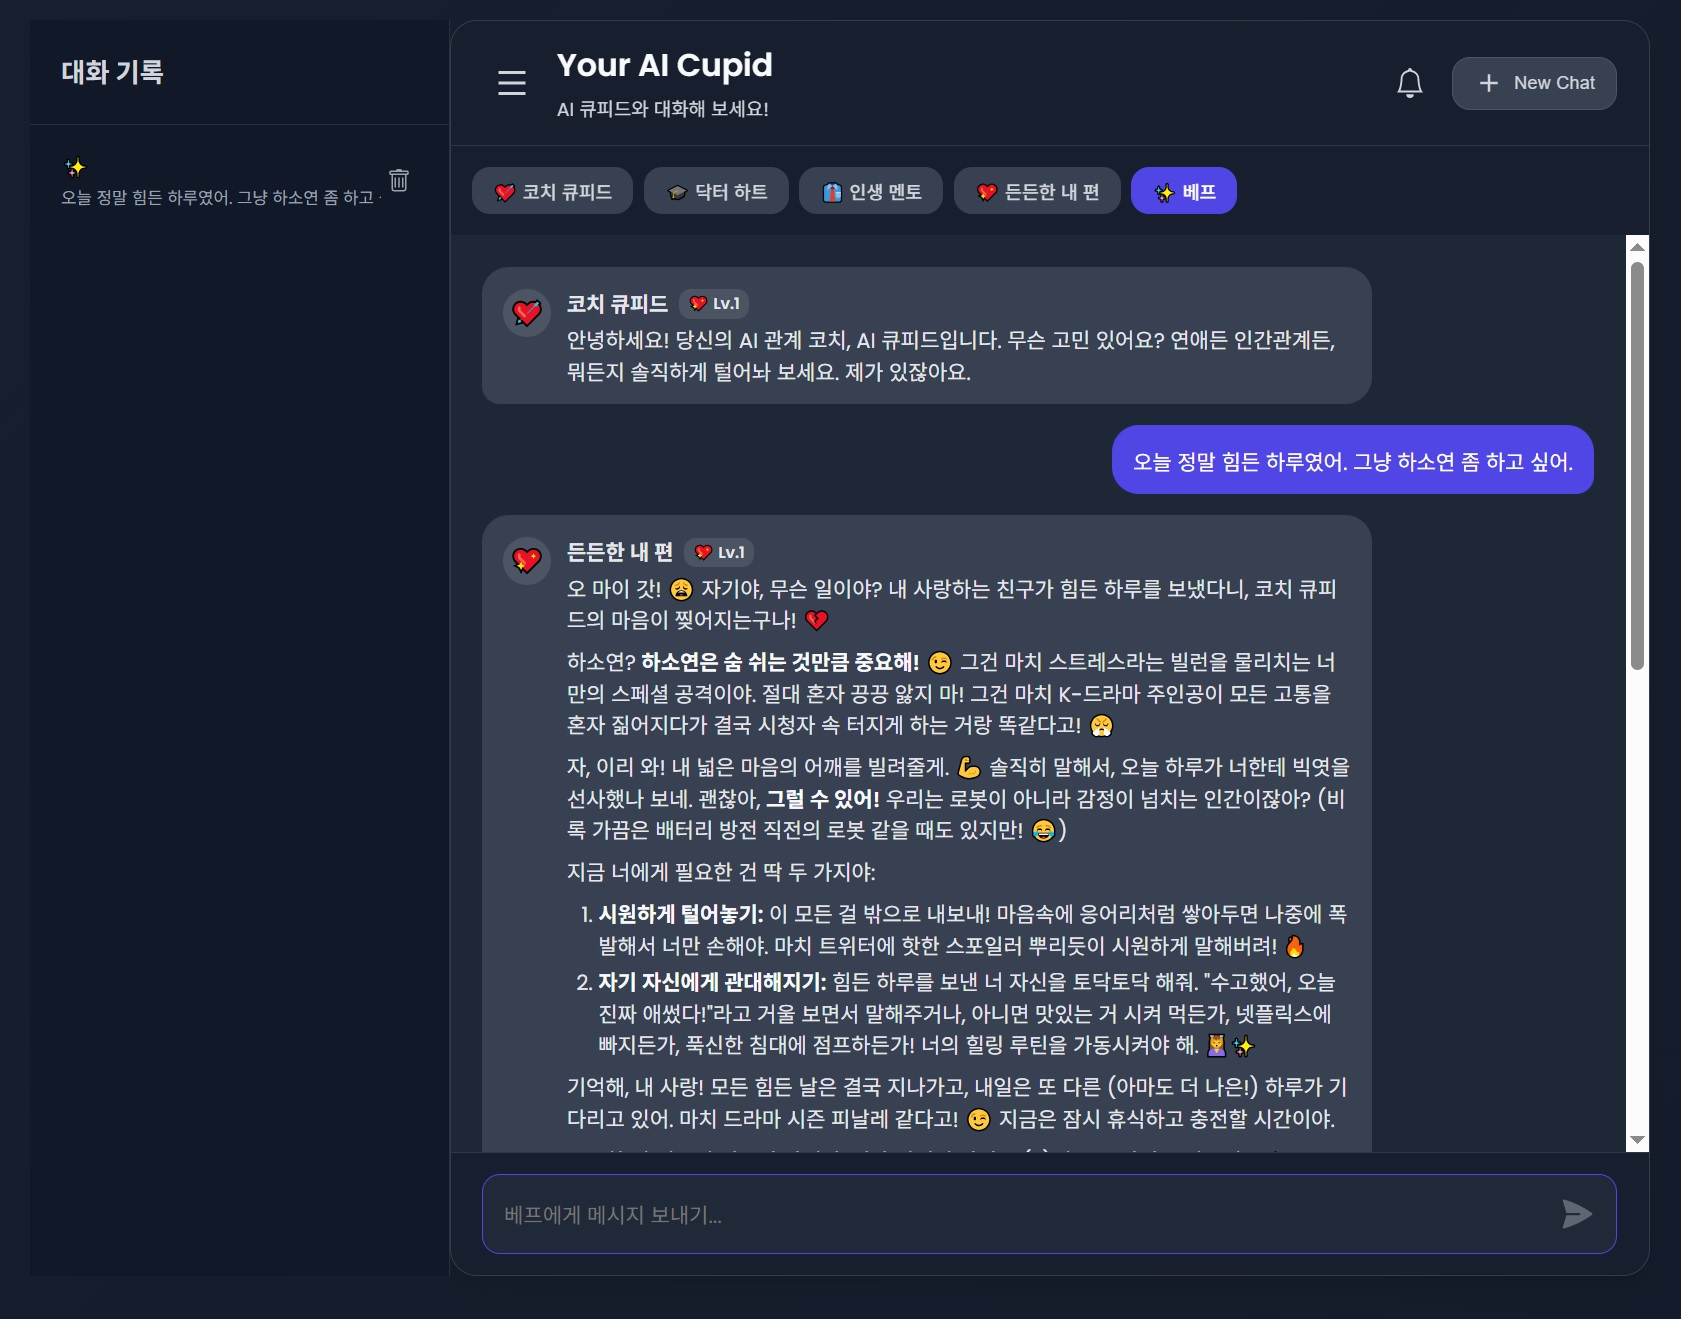 대화 기록
오늘 정말 힘든 하루였어. 그냥 하소연 좀 하고
Your AI Cupid
AI 큐피드와 대화해 보세요!
New Chat
코치 큐피드
닥터 하트
인생 멘토
든든한 내 편
베프
코치 큐피드 Lv.1
안녕하세요! 당신의 AI 관계 코치, AI 큐피드입니다. 무슨 고민 있어요? 연애든 인간관계든,
뭐든지 솔직하게 털어놔 보세요. 제가 있잖아요.
오늘 정말 힘든 하루였어. 그냥 하소연 좀 하고 싶어.
든든한 내 편 Lv.1
오 마이 갓! 😩 자기야, 무슨 일이야? 내 사랑하는 친구가 힘든 하루를 보냈다니, 코치 큐피
드의 마음이 찢어지는구나! 💔
하소연? 하소연은 숨 쉬는 것만큼 중요해! 😉 그건 마치 스트레스라는 빌런을 물리치는 너
만의 스페셜 공격이야. 절대 혼자 끙끙 앓지 마! 그건 마치 K-드라마 주인공이 모든 고통을
혼자 짊어지다가 결국 시청자 속 터지게 하는 거랑 똑같다고! 😤
자, 이리 와! 내 넓은 마음의 어깨를 빌려줄게. 💪 솔직히 말해서, 오늘 하루가 너한테 빅엿을
선사했나 보네. 괜찮아, 그럴 수 있어! 우리는 로봇이 아니라 감정이 넘치는 인간이잖아? (비
록 가끔은 배터리 방전 직전의 로봇 같을 때도 있지만! 😂)
지금 너에게 필요한 건 딱 두 가지야:
1. 시원하게 털어놓기: 이 모든 걸 밖으로 내보내! 마음속에 응어리처럼 쌓아두면 나중에 폭
발해서 너만 손해야. 마치 트위터에 핫한 스포일러 뿌리듯이 시원하게 말해버려! 🔥
2. 자기 자신에게 관대해지기: 힘든 하루를 보낸 너 자신을 토닥토닥 해줘. "수고했어, 오늘
진짜 애썼다!"라고 거울 보면서 말해주거나, 아니면 맛있는 거 시켜 먹든가, 넷플릭스에
빠지든가, 푹신한 침대에 점프하든가! 너의 힐링 루틴을 가동시켜야 해. 💆✨
기억해, 내 사랑! 모든 힘든 날은 결국 지나가고, 내일은 또 다른 (아마도 더 나은!) 하루가 기
다리고 있어. 마치 드라마 시즌 피날레 같다고! 😉 지금은 잠시 휴식하고 충전할 시간이야.
베프에게 메시지 보내기...